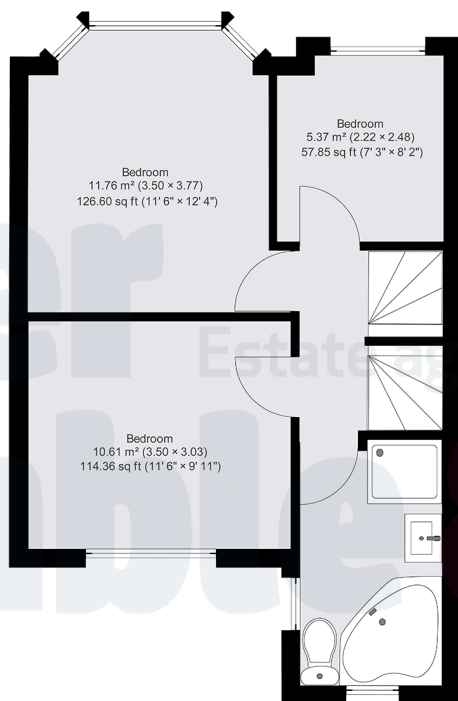 Bedroom
5.37 m² (2.22 × 2.48)
57.85 sq ft (7' 3" × 8' 2")
Bedroom
11.76 m² (3.50 × 3.77)
126.60 sq ft (11' 6" × 12' 4")
er
Estate ag
Bedroom
10.61 m² (3.50 × 3.03)
114.36 sq ft (11' 6" × 9' 11")
able